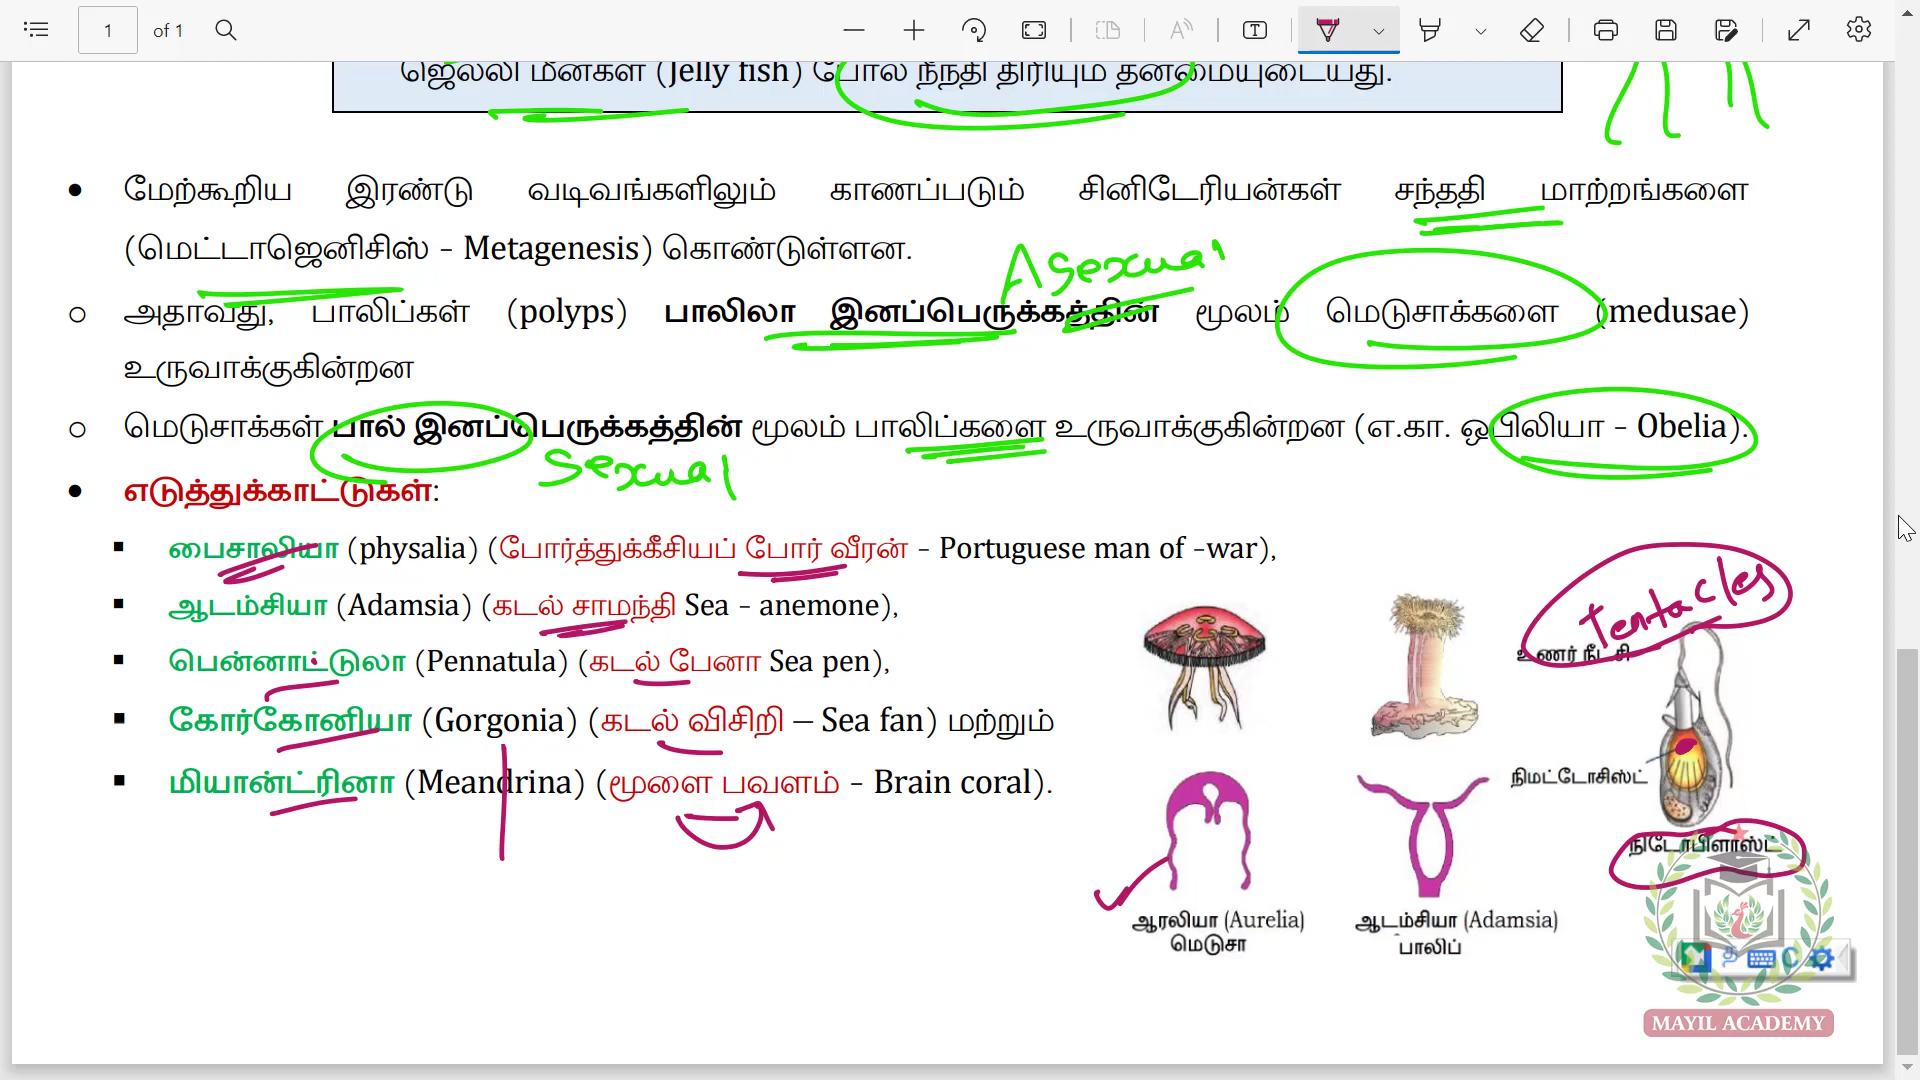 1 of 1
ஜெல்லி மீன்கள் (Jelly fish) போல் நீந்தி திரியும் தன்மையுடையது.
மேற்கூறிய இரண்டு வடிவங்களிலும் காணப்படும் சினிடேரியன்கள் சந்ததி மாற்றங்களை
(மெட்டாஜெனிசிஸ் - Metagenesis) கொண்டுள்ளன.
Asexual
அதாவது, பாலிப்கள் (polyps) பாலிலா இனப்பெருக்கத்தின் மூலம் மெடுசாக்களை (medusae)
உருவாக்குகின்றன
மெடுசாக்கள் பால் இனப்பெருக்கத்தின் மூலம் பாலிப்களை உருவாக்குகின்றன (எ.கா. ஒபிலியா - Obelia).
Sexual
எடுத்துக்காட்டுகள்:
பைசாலியா (physalia) (போர்த்துக்கீசியப் போர் வீரன் - Portuguese man of -war),
ஆடம்சியா (Adamsia) (கடல் சாமந்தி Sea - anemone),
பென்னாட்டுலா (Pennatula) (கடல் பேனா Sea pen),
கோர்கோனியா (Gorgonia) (கடல் விசிறி – Sea fan) மற்றும்
மியான்ட்ரினா (Meandrina) (மூளை பவளம் - Brain coral).
Tentacles
உணர் நீட்சி
நிமட்டோசிஸ்ட்
நிடோபிளாஸ்ட்
ஆரலியா (Aurelia)
மெடுசா
ஆடம்சியா (Adamsia)
பாலிப்
MAYIL ACADEMY